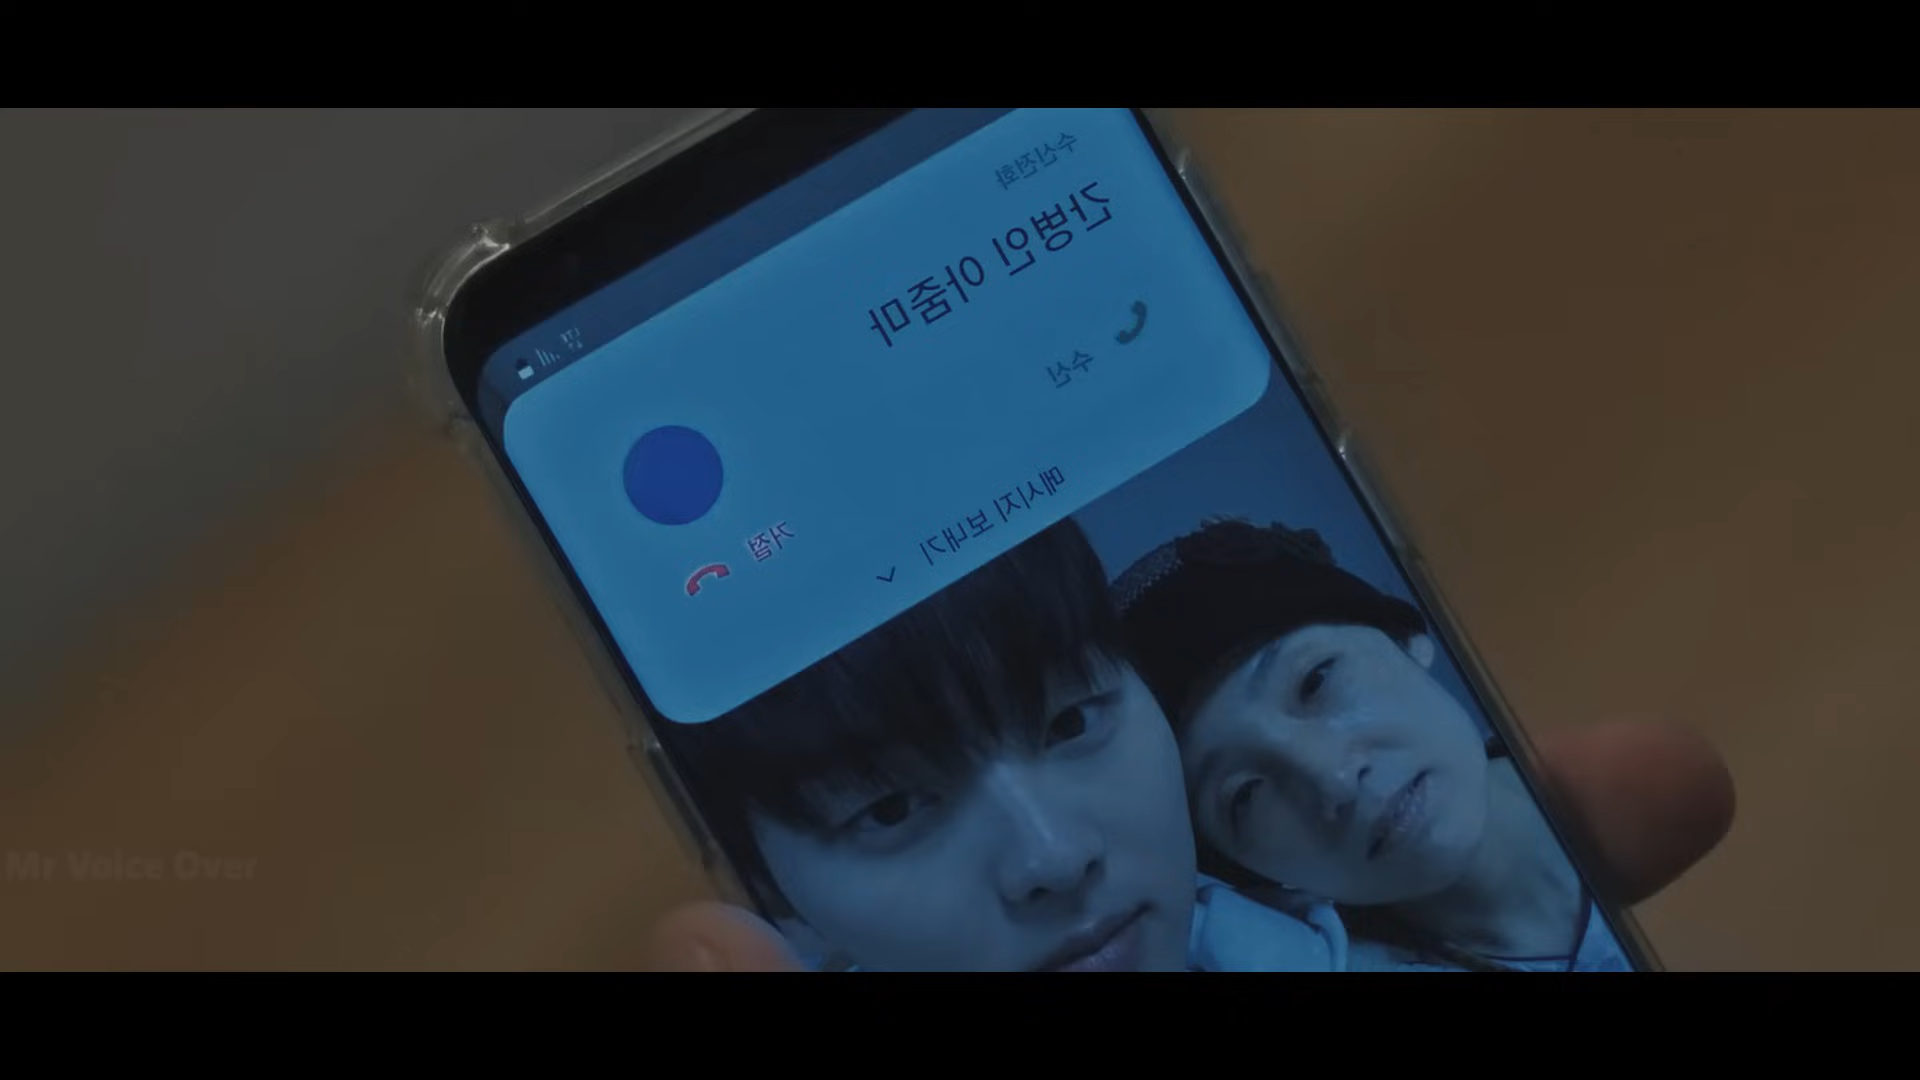 수신전화
간병인 아줌마
수신
거절
메시지 보내기
Mr Voice Over